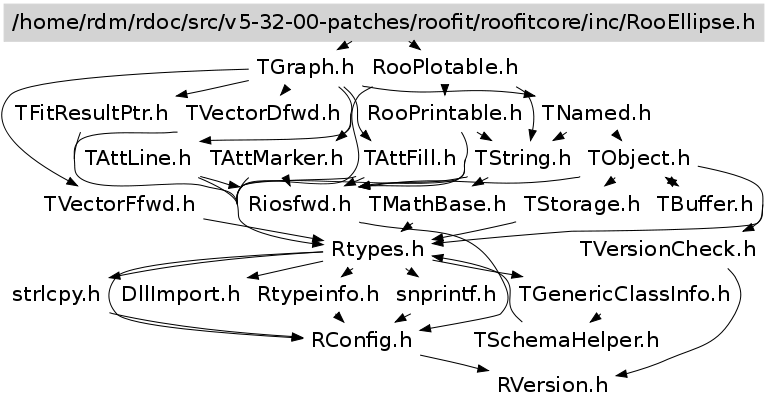 /home/rdm/rdoc/src/v5-32-00-patches/roofit/roofitcore/inc/RooEllipse.h
TGraph.h RooPlotable.h
TFitResultPtr.h TVectorDfwd.h RooPrintable.h TNamed.h
TAttLine.h TAttMarker.h TAttFill.h TString.h TObject.h
TVectorFfwd.h Riosfwd.h TMathBase.h TStorage.h TBuffer.h
Rtypes.h TVersionCheck.h
strlcpy.h DllImport.h Rtypeinfo.h snprintf.h TGenericClassInfo.h
RConfig.h TSchemaHelper.h
RVersion.h